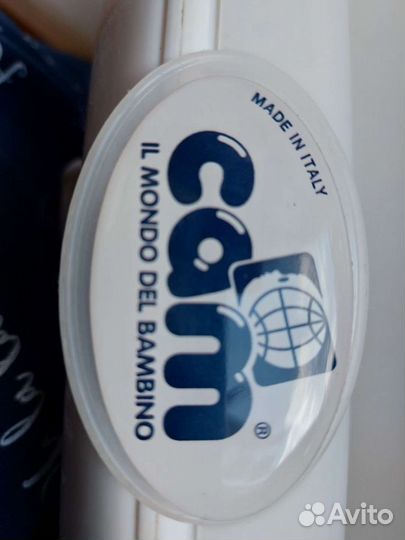 MADE IN ITALY
cam®
IL MONDO DEL BAMBINO
Avito